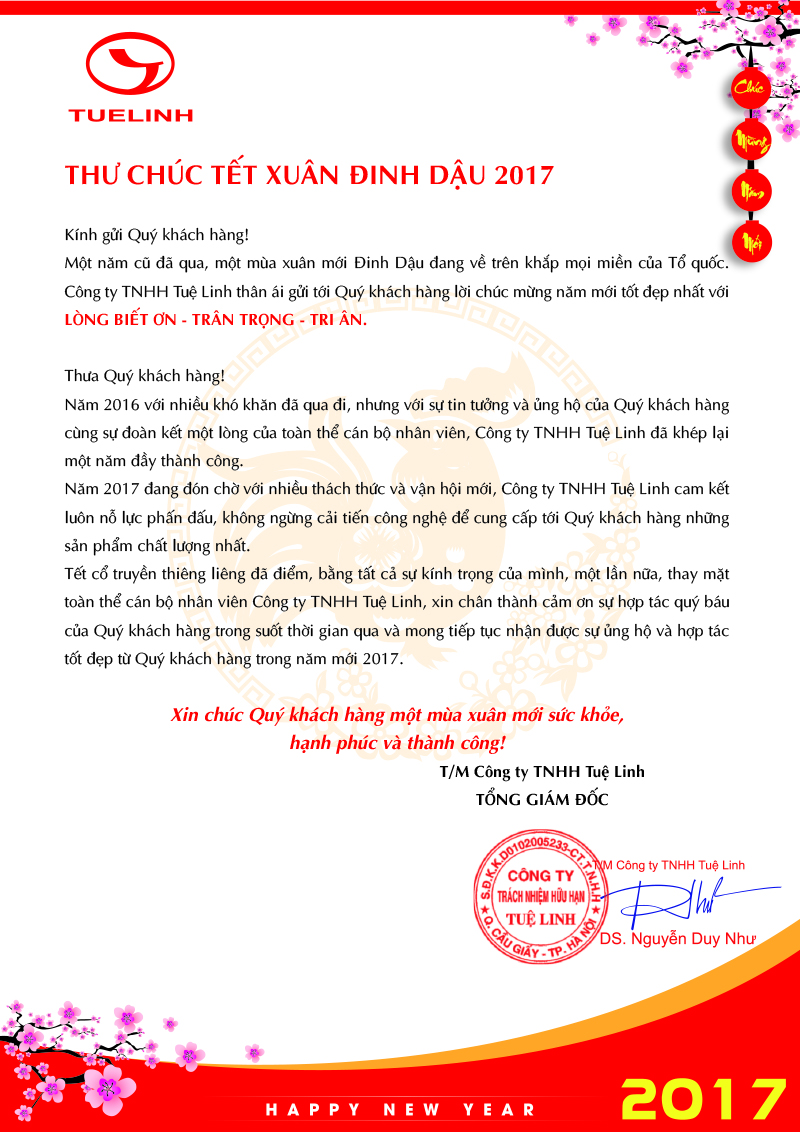 TUELINH
Chúc
Mừng
Năm
Mới
THƯ CHÚC TẾT XUÂN ĐINH DẬU 2017
Kính gửi Quý khách hàng!
Một năm cũ đã qua, một mùa xuân mới Đinh Dậu đang về trên khắp mọi miền của Tổ quốc.
Công ty TNHH Tuệ Linh thân ái gửi tới Quý khách hàng lời chúc mừng năm mới tốt đẹp nhất với
LÒNG BIẾT ƠN - TRÂN TRỌNG - TRI ÂN.
Thưa Quý khách hàng!
Năm 2016 với nhiều khó khăn đã qua đi, nhưng với sự tin tưởng và ủng hộ của Quý khách hàng
cùng sự đoàn kết một lòng của toàn thể cán bộ nhân viên, Công ty TNHH Tuệ Linh đã khép lại
một năm đầy thành công.
Năm 2017 đang đón chờ với nhiều thách thức và vận hội mới, Công ty TNHH Tuệ Linh cam kết
luôn nỗ lực phấn đấu, không ngừng cải tiến công nghệ để cung cấp tới Quý khách hàng những
sản phẩm chất lượng nhất.
Tết cổ truyền thiêng liêng đã điểm, bằng tất cả sự kính trọng của mình, một lần nữa, thay mặt
toàn thể cán bộ nhân viên Công ty TNHH Tuệ Linh, xin chân thành cảm ơn sự hợp tác quý báu
của Quý khách hàng trong suốt thời gian qua và mong tiếp tục nhận được sự ủng hộ và hợp tác
tốt đẹp từ Quý khách hàng trong năm mới 2017.
Xin chúc Quý khách hàng một mùa xuân mới sức khỏe,
hạnh phúc và thành công!
T/M Công ty TNHH Tuệ Linh
TỔNG GIÁM ĐỐC
S.Đ.K.K.D0102005233-C.T.T.N.H.H
CÔNG TY
TRÁCH NHIỆM HỮU HẠN
TUỆ LINH
Q. CẦU GIẤY - TP. HÀ NỘI
T/M Công ty TNHH Tuệ Linh
DS. Nguyễn Duy Như
HAPPY NEW YEAR
2017